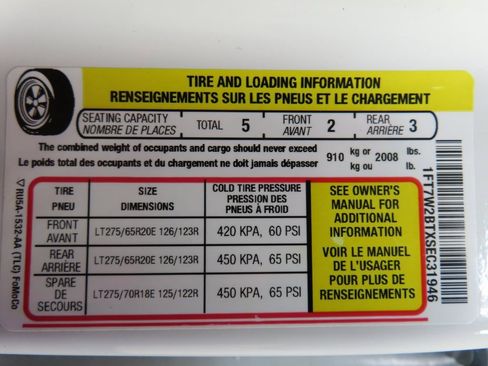 TIRE AND LOADING INFORMATION
RENSEIGNEMENTS SUR LES PNEUS ET LE CHARGEMENT
SEATING CAPACITY
NOMBRE DE PLACES
TOTAL 5
FRONT
AVANT
2
REAR
ARRIÈRE
3
The combined weight of occupants and cargo should never exceed
Le poids total des occupants et du chargement ne doit jamais dépasser
910 kg or
kg ou
2008 lbs.
lb.
TIRE
PNEU
SIZE
DIMENSIONS
COLD TIRE PRESSURE
PRESSION DES
PNEUS À FROID
FRONT
AVANT
LT275/65R20E 126/123R
420 KPA, 60 PSI
REAR
ARRIÈRE
LT275/65R20E 126/123R
450 KPA, 65 PSI
SPARE
DE
SECOURS
LT275/70R18E 125/122R
450 KPA, 65 PSI
SEE OWNER'S
MANUAL FOR
ADDITIONAL
INFORMATION
VOIR LE MANUEL
DE L'USAGER
POUR PLUS DE
RENSEIGNEMENTS
▽ RU5A-1532-AA (TLC) FoMoCo
1FT7W2BTXSEC31946